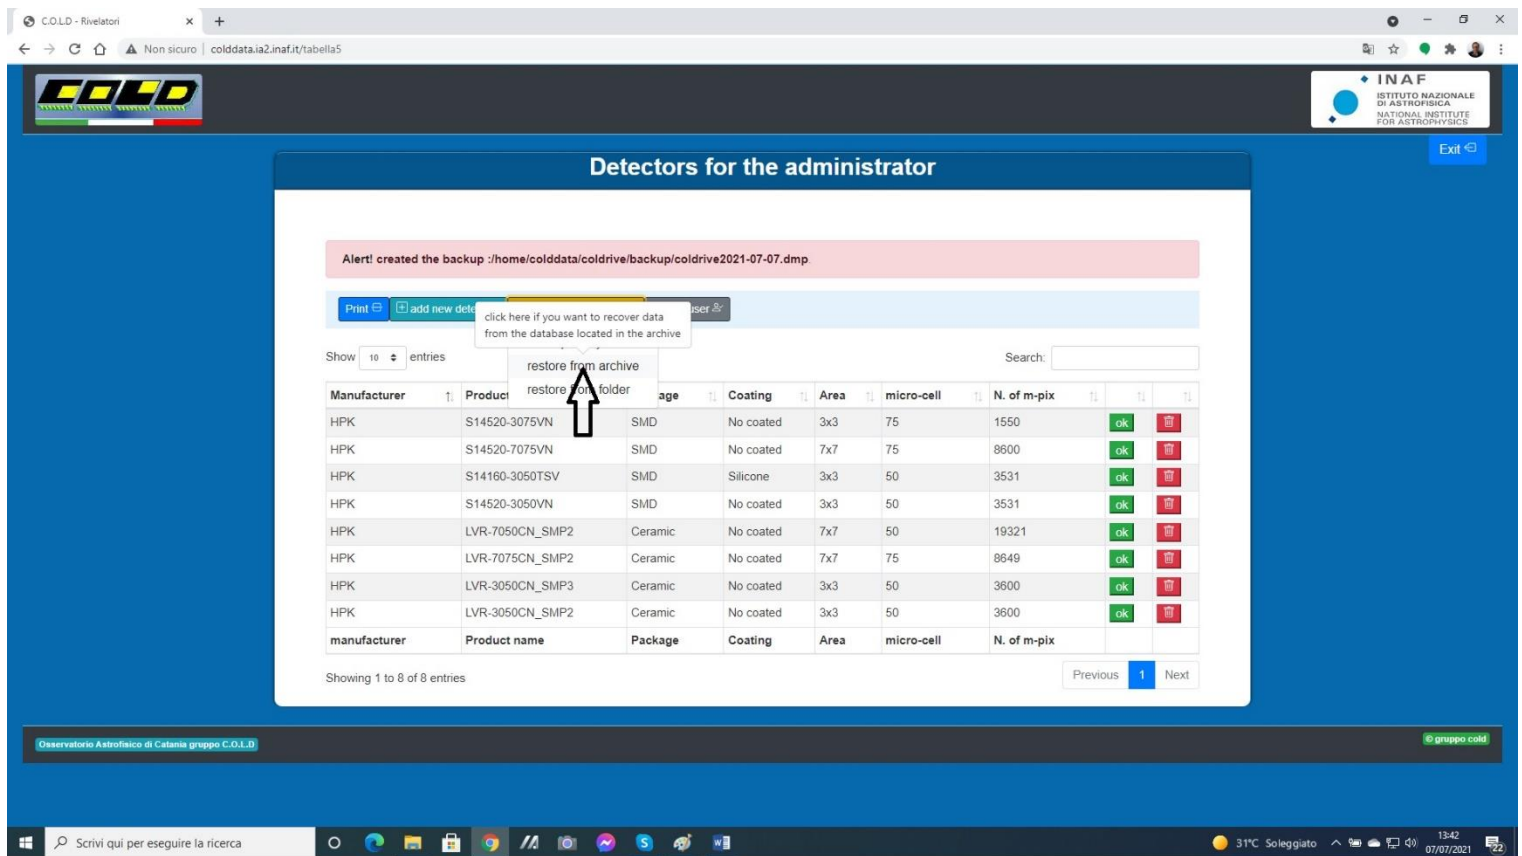 C.O.L.D - Rivelatori
Non sicuro | colddata.ia2.inaf.it/tabella5
COLD
INAF
ISTITUTO NAZIONALE
DI ASTROFISICA
NATIONAL INSTITUTE
FOR ASTROPHYSICS
Exit
Detectors for the administrator
Alert! created the backup :/home/colddata/coldrive/backup/coldrive2021-07-07.dmp.
Print add new dete user
click here if you want to recover data
from the database located in the archive
restore from archive
restore from folder
Show 10 entries Search:
Manufacturer Product age Coating Area micro-cell N. of m-pix
HPK S14520-3075VN SMD No coated 3x3 75 1550 ok
HPK S14520-7075VN SMD No coated 7x7 75 8600 ok
HPK S14160-3050TSV SMD Silicone 3x3 50 3531 ok
HPK S14520-3050VN SMD No coated 3x3 50 3531 ok
HPK LVR-7050CN_SMP2 Ceramic No coated 7x7 50 19321 ok
HPK LVR-7075CN_SMP2 Ceramic No coated 7x7 75 8649 ok
HPK LVR-3050CN_SMP3 Ceramic No coated 3x3 50 3600 ok
HPK LVR-3050CN_SMP2 Ceramic No coated 3x3 50 3600 ok
manufacturer Product name Package Coating Area micro-cell N. of m-pix
Showing 1 to 8 of 8 entries Previous 1 Next
Osservatorio Astrofisico di Catania gruppo C.O.L.D © gruppo cold
Scrivi qui per eseguire la ricerca 31°C Soleggiato 13:42
07/07/2021 22